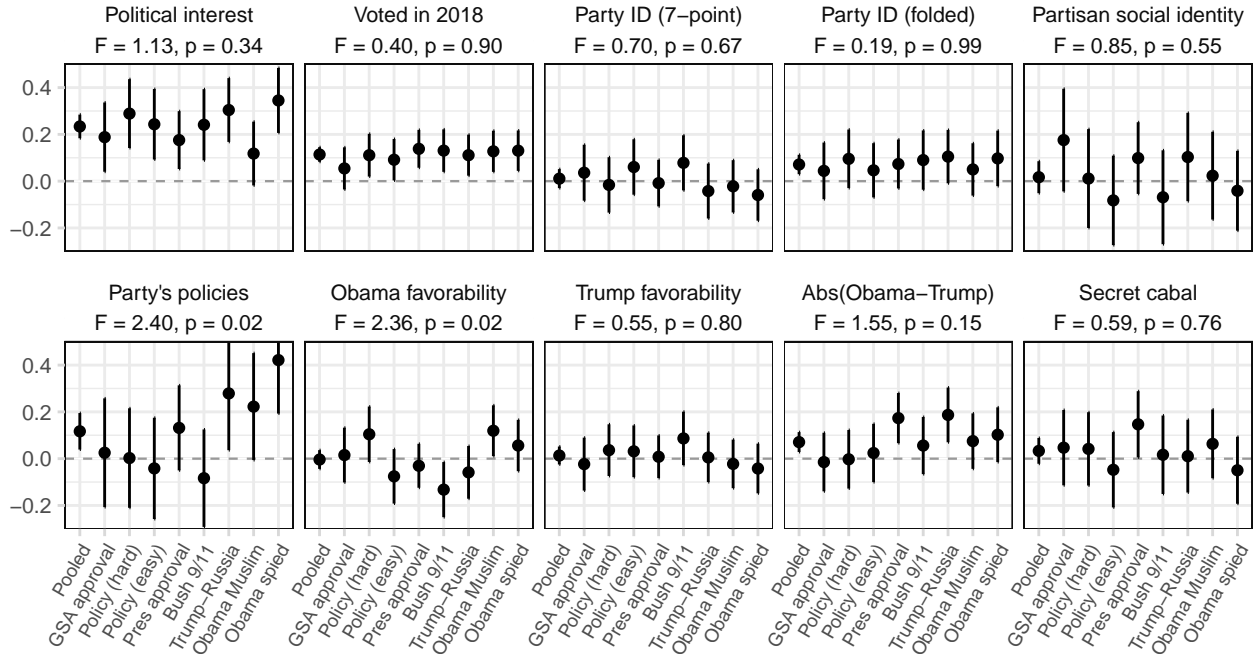 Political interest
F = 1.13, p = 0.34
Voted in 2018
F = 0.40, p = 0.90
Party ID (7−point)
F = 0.70, p = 0.67
Party ID (folded)
F = 0.19, p = 0.99
Partisan social identity
F = 0.85, p = 0.55
0.4
0.2
0.0
−0.2
Party's policies
F = 2.40, p = 0.02
Obama favorability
F = 2.36, p = 0.02
Trump favorability
F = 0.55, p = 0.80
Abs(Obama−Trump)
F = 1.55, p = 0.15
Secret cabal
F = 0.59, p = 0.76
0.4
0.2
0.0
−0.2
Pooled
GSA approval
Policy (hard)
Policy (easy)
Pres approval
Bush 9/11
Trump−Russia
Obama Muslim
Obama spied
Pooled
GSA approval
Policy (hard)
Policy (easy)
Pres approval
Bush 9/11
Trump−Russia
Obama Muslim
Obama spied
Pooled
GSA approval
Policy (hard)
Policy (easy)
Pres approval
Bush 9/11
Trump−Russia
Obama Muslim
Obama spied
Pooled
GSA approval
Policy (hard)
Policy (easy)
Pres approval
Bush 9/11
Trump−Russia
Obama Muslim
Obama spied
Pooled
GSA approval
Policy (hard)
Policy (easy)
Pres approval
Bush 9/11
Trump−Russia
Obama Muslim
Obama spied